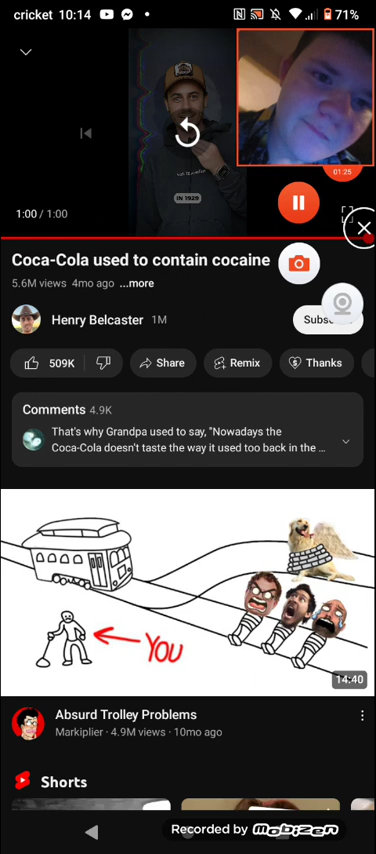 cricket 10:14 71%
IN 1929
01:25
1:00 / 1:00
Coca-Cola used to contain cocaine
5.6M views 4mo ago ...more
Henry Belcaster 1M
Subs
509K Share Remix Thanks
Comments 4.9K
That's why Grandpa used to say, "Nowadays the
Coca-Cola doesn't taste the way it used too back in the ...
YOU
14:40
Absurd Trolley Problems
Markiplier · 4.9M views · 10mo ago
Shorts
Recorded by MOBIZEN